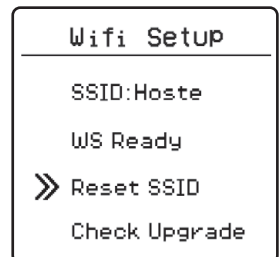 Wifi Setup
SSID:Hoste
WS Ready
Reset SSID
Check Upgrade